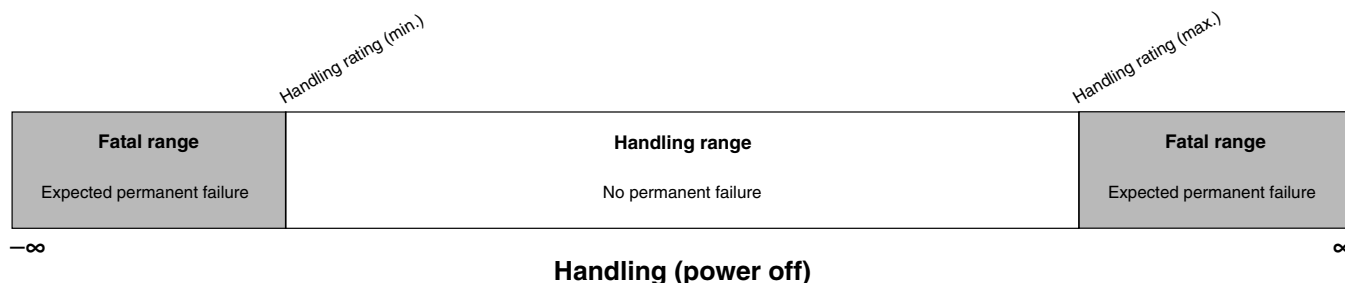 Handling rating (min.)
Handling rating (max.)
Fatal range
Handling range
Fatal range
Expected permanent failure
No permanent failure
Expected permanent failure
–∞
∞
Handling (power off)